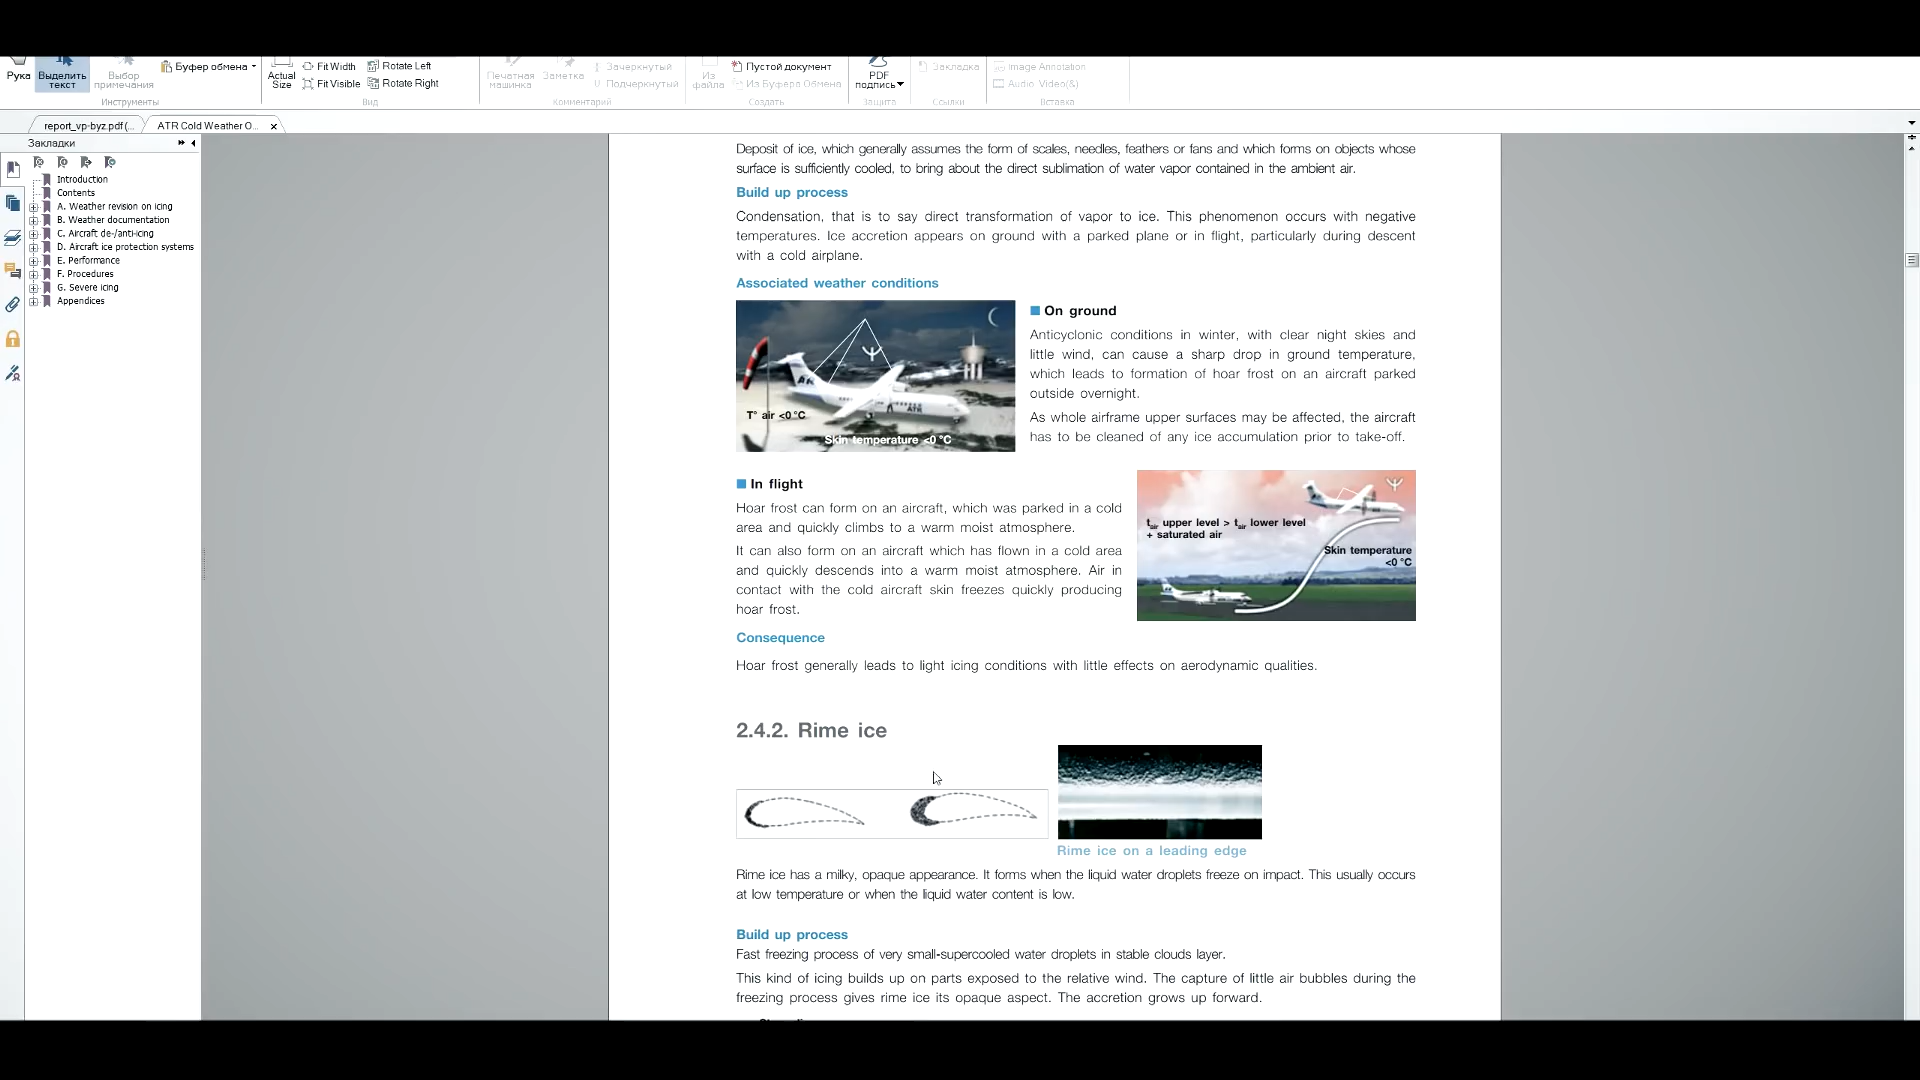 Рука
Выделить текст
Выбор примечания
Буфер обмена
Инструменты
Actual Size
Fit Width
Fit Visible
Rotate Left
Rotate Right
Вид
Печатная машинка
Заметка
Зачеркнутый
Подчеркнутый
Комментарий
Из файла
Пустой документ
Из Буфера Обмена
Создать
PDF подпись
Защита
Закладка
Ссылки
Image Annotation
Audio Video(&)
Вставка
report_vp-byz.pdf (...
ATR Cold Weather O...
Закладки
Introduction
Contents
A. Weather revision on icing
B. Weather documentation
C. Aircraft de-/anti-icing
D. Aircraft ice protection systems
E. Performance
F. Procedures
G. Severe icing
Appendices
Deposit of ice, which generally assumes the form of scales, needles, feathers or fans and which forms on objects whose
surface is sufficiently cooled, to bring about the direct sublimation of water vapor contained in the ambient air.
Build up process
Condensation, that is to say direct transformation of vapor to ice. This phenomenon occurs with negative
temperatures. Ice accretion appears on ground with a parked plane or in flight, particularly during descent
with a cold airplane.
Associated weather conditions
T° air <0 °C
Skin temperature <0 °C
ATR
On ground
Anticyclonic conditions in winter, with clear night skies and
little wind, can cause a sharp drop in ground temperature,
which leads to formation of hoar frost on an aircraft parked
outside overnight.
As whole airframe upper surfaces may be affected, the aircraft
has to be cleaned of any ice accumulation prior to take-off.
In flight
Hoar frost can form on an aircraft, which was parked in a cold
area and quickly climbs to a warm moist atmosphere.
It can also form on an aircraft which has flown in a cold area
and quickly descends into a warm moist atmosphere. Air in
contact with the cold aircraft skin freezes quickly producing
hoar frost.
tair upper level > tair lower level
+ saturated air
Skin temperature
<0 °C
Consequence
Hoar frost generally leads to light icing conditions with little effects on aerodynamic qualities.
2.4.2. Rime ice
Rime ice on a leading edge
Rime ice has a milky, opaque appearance. It forms when the liquid water droplets freeze on impact. This usually occurs
at low temperature or when the liquid water content is low.
Build up process
Fast freezing process of very small-supercooled water droplets in stable clouds layer.
This kind of icing builds up on parts exposed to the relative wind. The capture of little air bubbles during the
freezing process gives rime ice its opaque aspect. The accretion grows up forward.